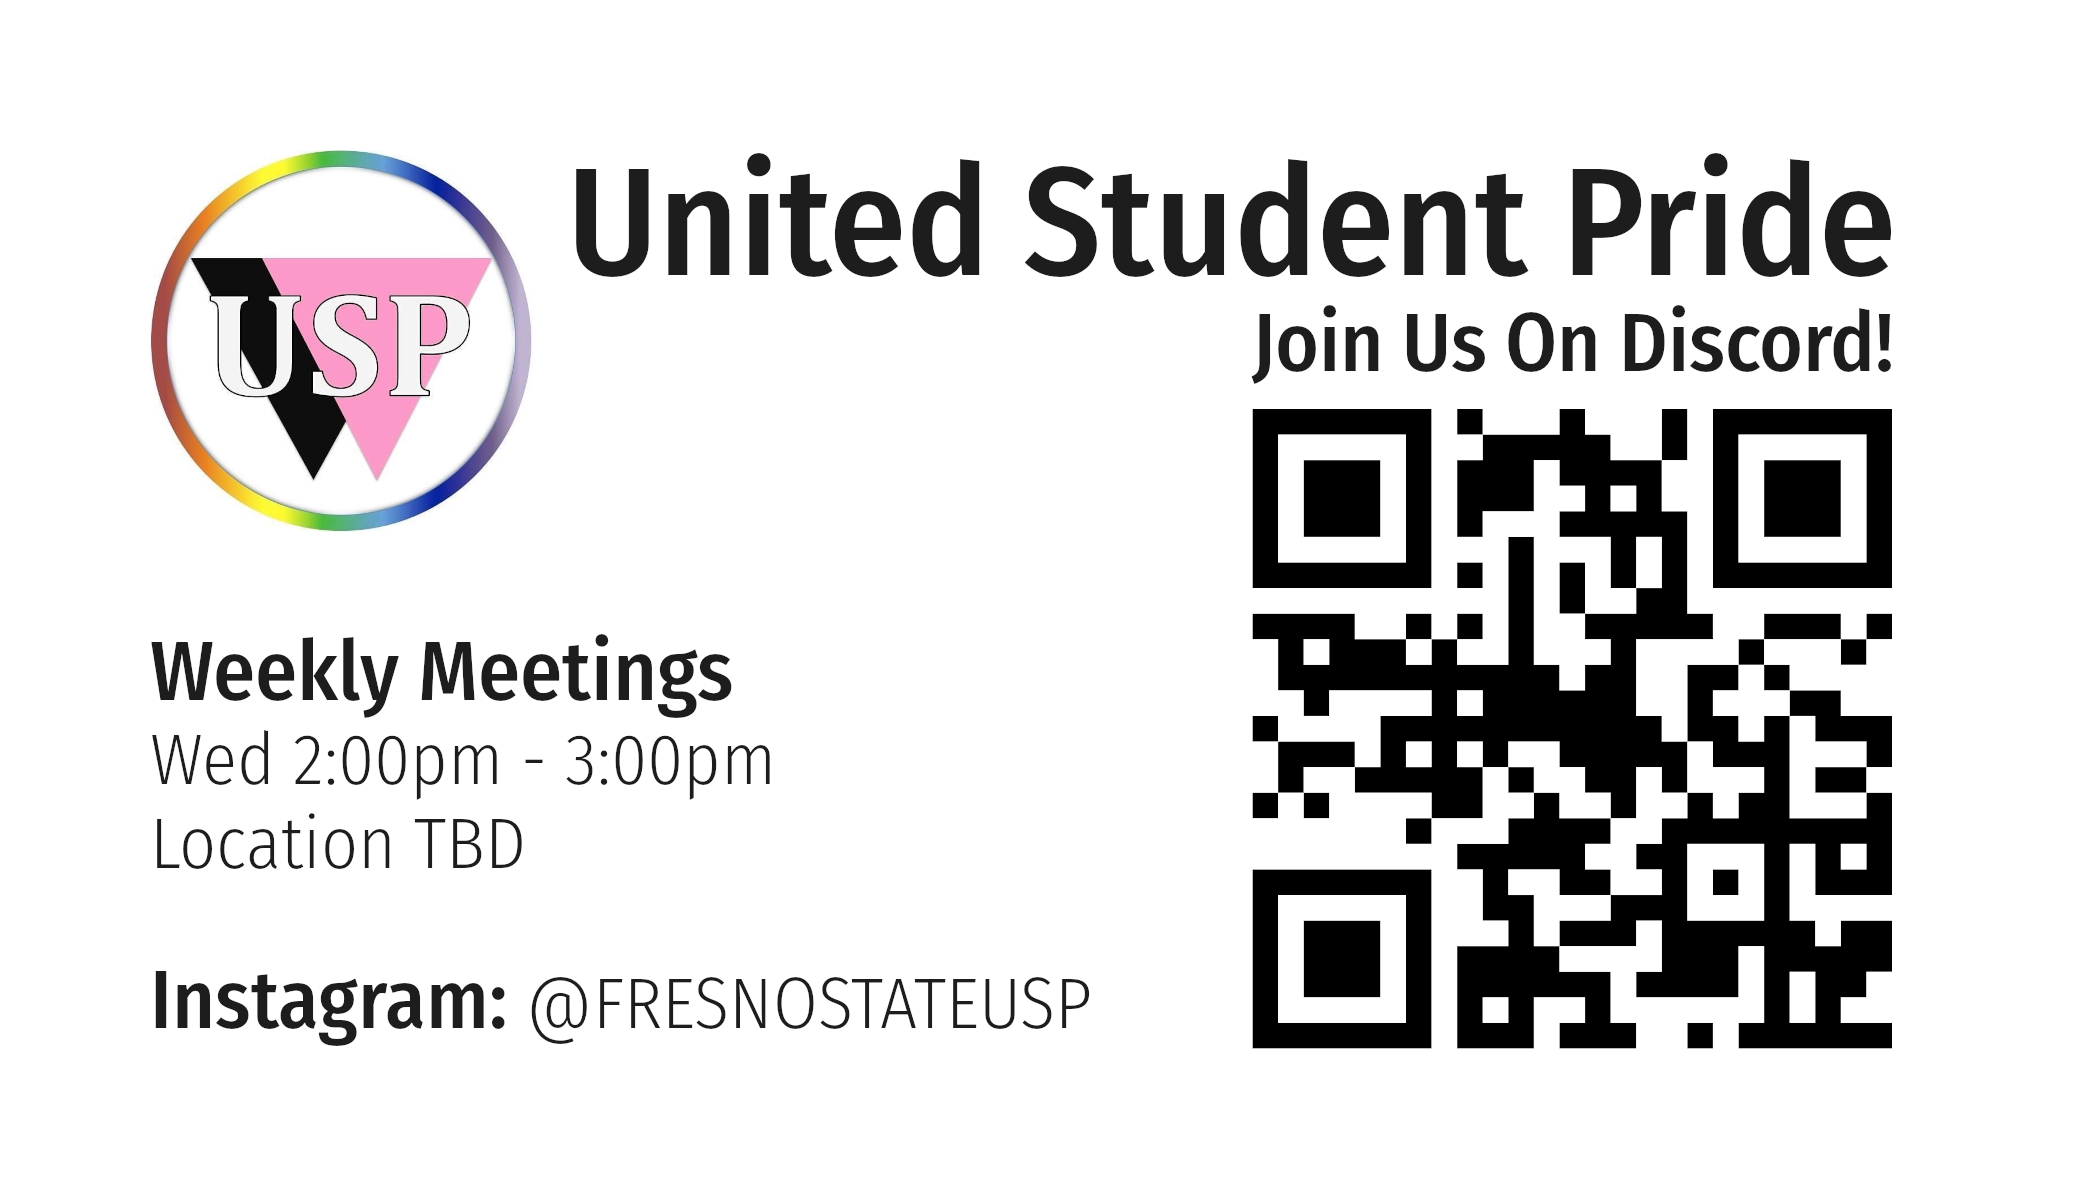 USP
United Student Pride
Join Us On Discord!
Weekly Meetings
Wed 2:00pm - 3:00pm
Location TBD
Instagram: @FRESNOSTATEUSP